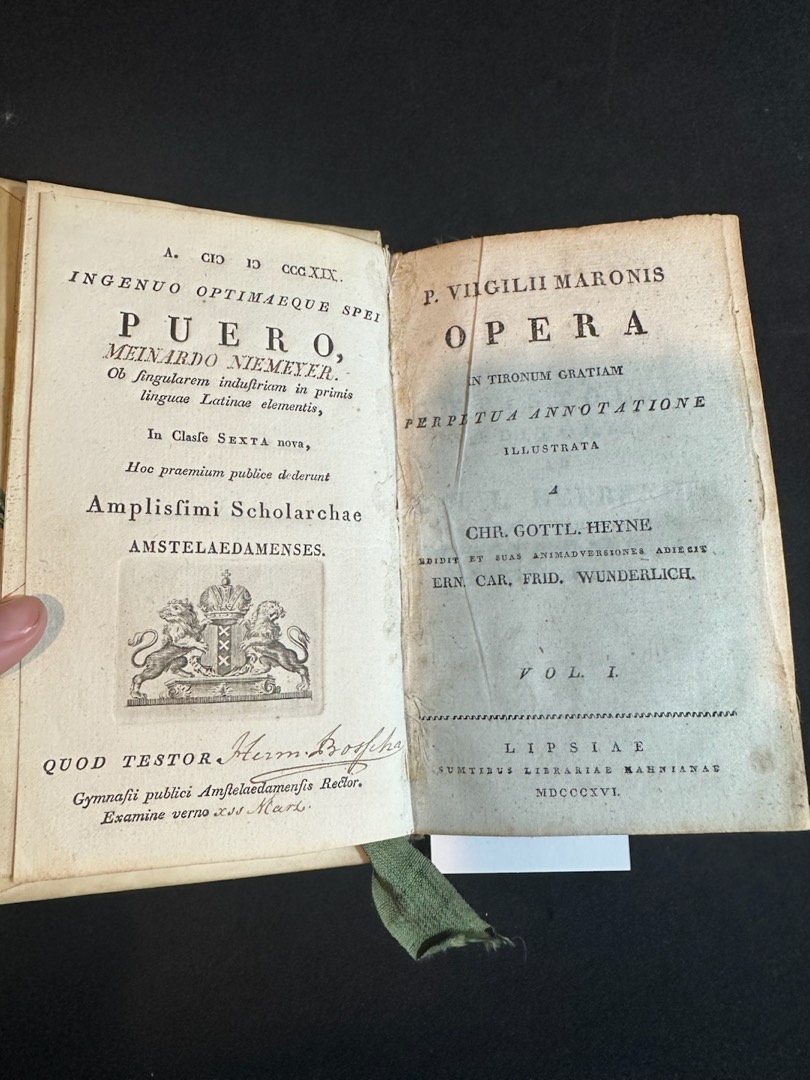 A. CIↃ IↃ CCCXIX.
INGENUO OPTIMAEQUE SPEI
PUERO,
MEINARDO NIEMEYER.
Ob ſingularem induſtriam in primis
linguae Latinae elementis,
In Claſſe SEXTA nova,
Hoc praemium publice dederunt
Ampliſſimi Scholarchae
AMSTELAEDAMENSES.
QUOD TESTOR Herm. Boſſcha
Gymnaſii publici Amſtelaedamenſis Rector.
Examine verno Mart.
P. VIRGILII MARONIS
OPERA
IN TIRONUM GRATIAM
PERPETUA ANNOTATIONE
ILLUSTRATA
A
CHR. GOTTL. HEYNE
EDIDIT ET SUAS ANIMADVERSIONES ADIECIT
ERN. CAR. FRID. WUNDERLICH.
VOL. I.
LIPSIAE
SUMTIBUS LIBRARIAE HAHNIANAE
MDCCCXVI.